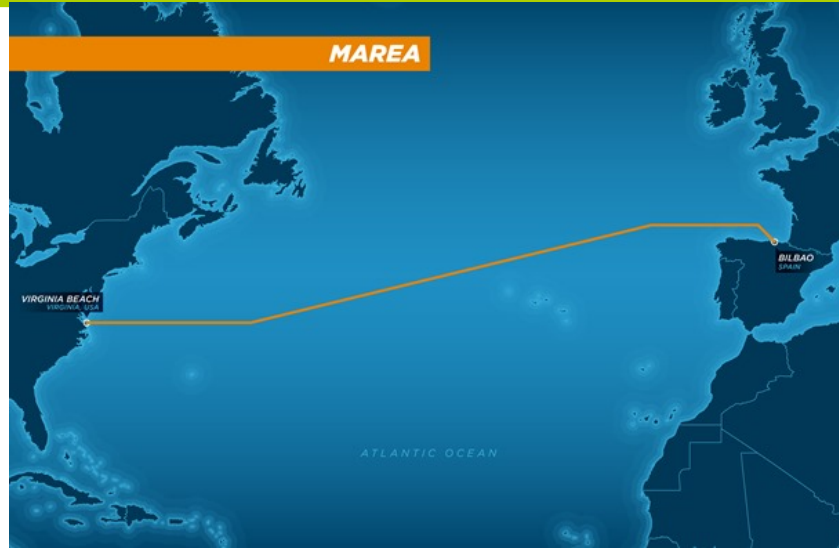 MAREA
VIRGINIA BEACH
VIRGINIA, USA
BILBAO
SPAIN
ATLANTIC OCEAN